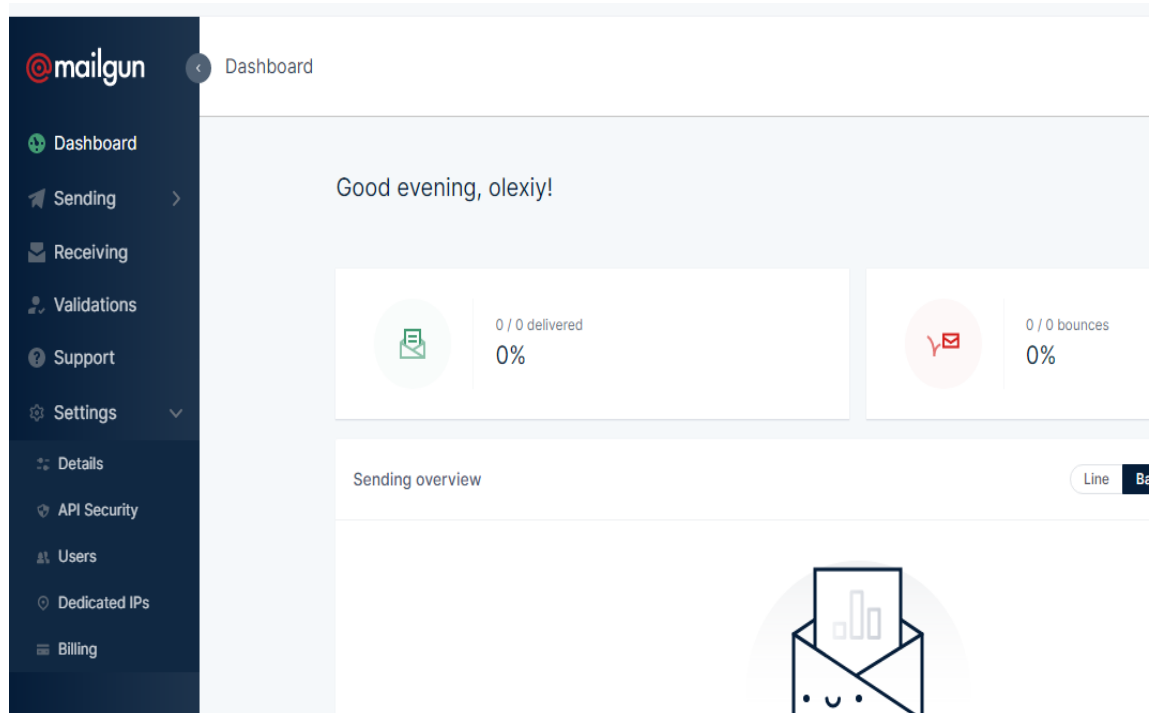 @mailgun
Dashboard
Dashboard
Sending
Receiving
Validations
Support
Settings
Details
API Security
Users
Dedicated IPs
Billing
Good evening, olexiy!
0 / 0 delivered
0%
0 / 0 bounces
0%
Sending overview
Line
Ba